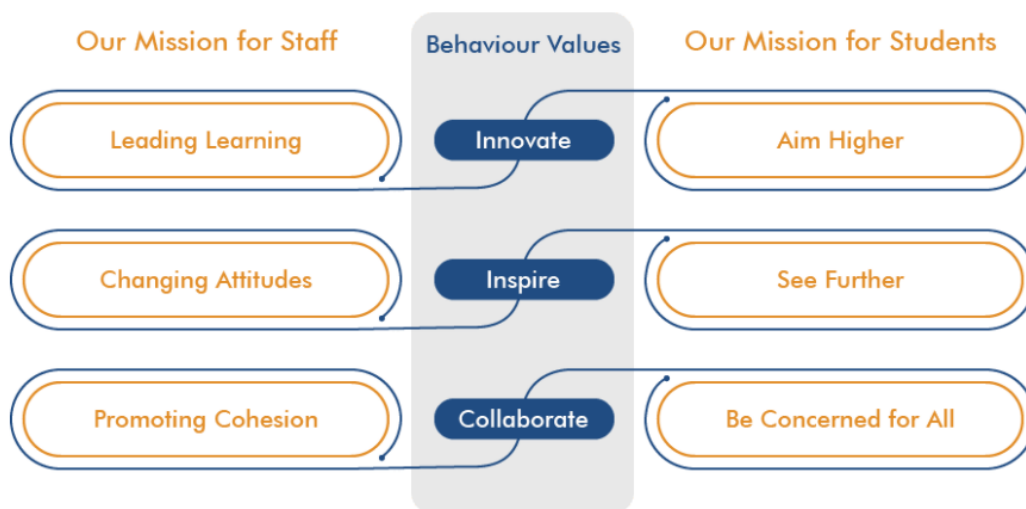 Our Mission for Staff
Behaviour Values
Our Mission for Students
Leading Learning
Innovate
Aim Higher
Changing Attitudes
Inspire
See Further
Promoting Cohesion
Collaborate
Be Concerned for All